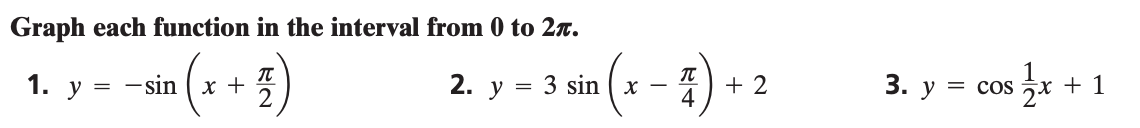 Graph each function in the interval from 0 to 2π.
1. y = −sin (x + π/2) 2. y = 3 sin (x − π/4) + 2 3. y = cos 1/2 x + 1